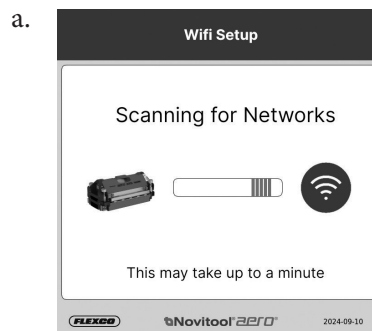 a.
Wifi Setup
Scanning for Networks
This may take up to a minute
FLEXCO
Novitool® aero®
2024-09-10